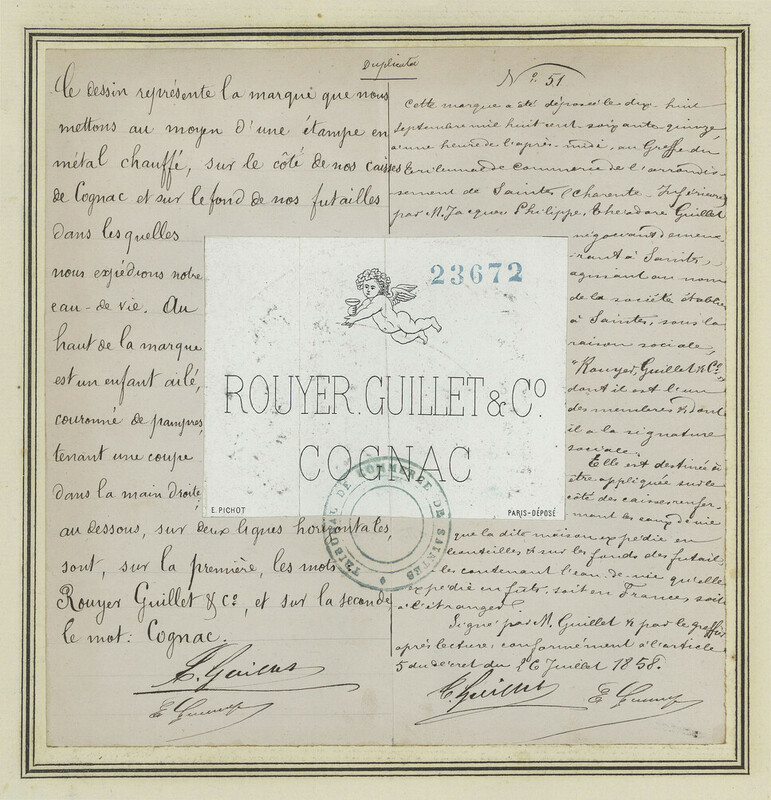 Duplicata
Ce dessin représente la marque que nous
mettons au moyen d'une étampe en
métal chauffé, sur le côté de nos caisses
de Cognac et sur le fond de nos futailles
dans lesquelles
nous expédions notre
eau-de-vie. Au
haut de la marque
est un enfant ailé,
couronné de pampres,
tenant une coupe
dans la main droite;
au dessous, sur deux lignes horizontales,
sont, sur la première, les mots
Rouyer Guillet & Cº, et sur la seconde
le mot: Cognac.
23672
ROUYER.GUILLET & Cº.
COGNAC
E. PICHOT
PARIS-DÉPOSÉ
TRIBUNAL DE COMMERCE DE SAINTES
Nº 51
Cette marque a été déposée le dix-huit
Septembre mil huit cent soixante quinze
à une heure de l'après-midi, au Greffe du
Tribunal de Commerce de l'arrondis-
sement de Saintes (Charente-Inférieure)
par M. Jacques Philippe, Théodore Guillet
négociant demeu-
rant à Saintes,
agissant au nom
de la société établie
à Saintes, sous la
raison sociale,
"Rouyer, Guillet & Cº,"
dont il est l'un
des membres & dont
il a la signature
sociale.
Elle est destinée à
être appliquée sur le
côté des caisses renfer-
mant les eaux de vie
que la dite maison expédie en
bouteilles & sur les fonds des futail-
les contenant l'eau-de-vie qu'elle
expédie en futs, soit en France, soit
à l'étranger.
Signé par M. Guillet & par le greffier
après lecture, conformément à l'article
5 du décret du 26 Juillet 1858.